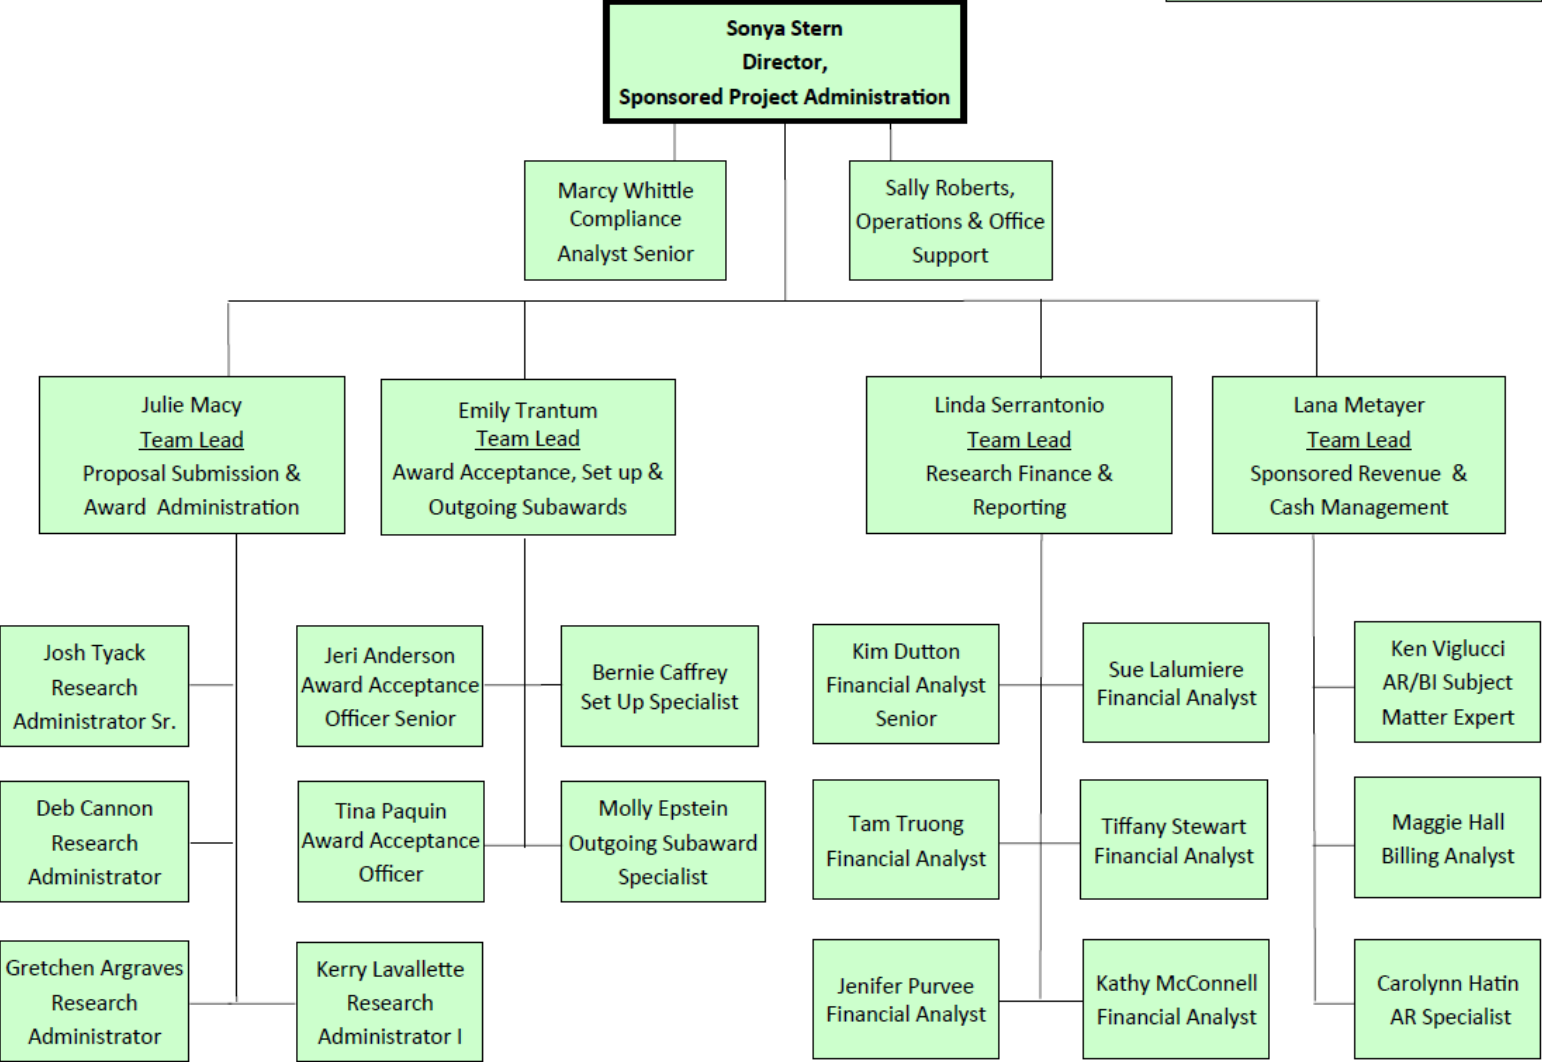 Sonya Stern
Director,
Sponsored Project Administration
Marcy Whittle
Compliance
Analyst Senior
Sally Roberts,
Operations & Office
Support
Julie Macy
Team Lead
Proposal Submission &
Award Administration
Emily Trantum
Team Lead
Award Acceptance, Set up &
Outgoing Subawards
Linda Serrantonio
Team Lead
Research Finance &
Reporting
Lana Metayer
Team Lead
Sponsored Revenue &
Cash Management
Josh Tyack
Research
Administrator Sr.
Jeri Anderson
Award Acceptance
Officer Senior
Bernie Caffrey
Set Up Specialist
Kim Dutton
Financial Analyst
Senior
Sue Lalumiere
Financial Analyst
Ken Viglucci
AR/BI Subject
Matter Expert
Deb Cannon
Research
Administrator
Tina Paquin
Award Acceptance
Officer
Molly Epstein
Outgoing Subaward
Specialist
Tam Truong
Financial Analyst
Tiffany Stewart
Financial Analyst
Maggie Hall
Billing Analyst
Gretchen Argraves
Research
Administrator
Kerry Lavallette
Research
Administrator I
Jenifer Purvee
Financial Analyst
Kathy McConnell
Financial Analyst
Carolynn Hatin
AR Specialist